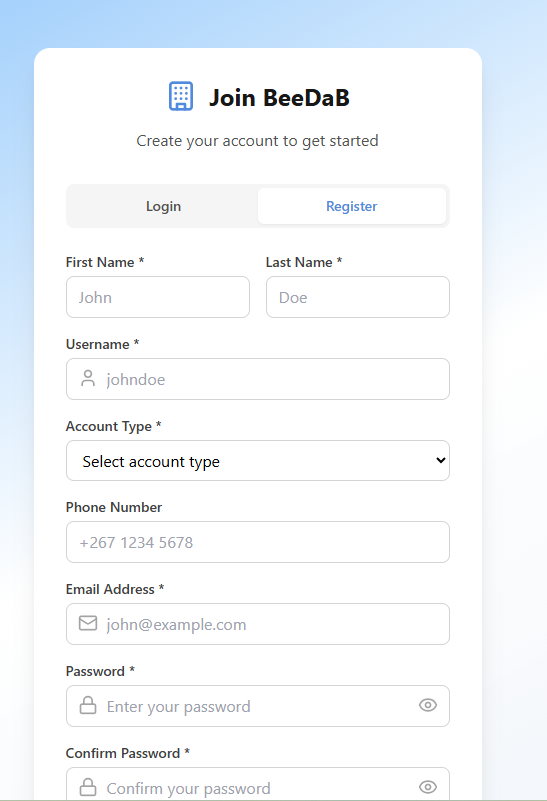 Join BeeDaB
Create your account to get started
Login Register
First Name * Last Name *
John Doe
Username *
johndoe
Account Type *
Select account type
Phone Number
+267 1234 5678
Email Address *
john@example.com
Password *
Enter your password
Confirm Password *
Confirm your password